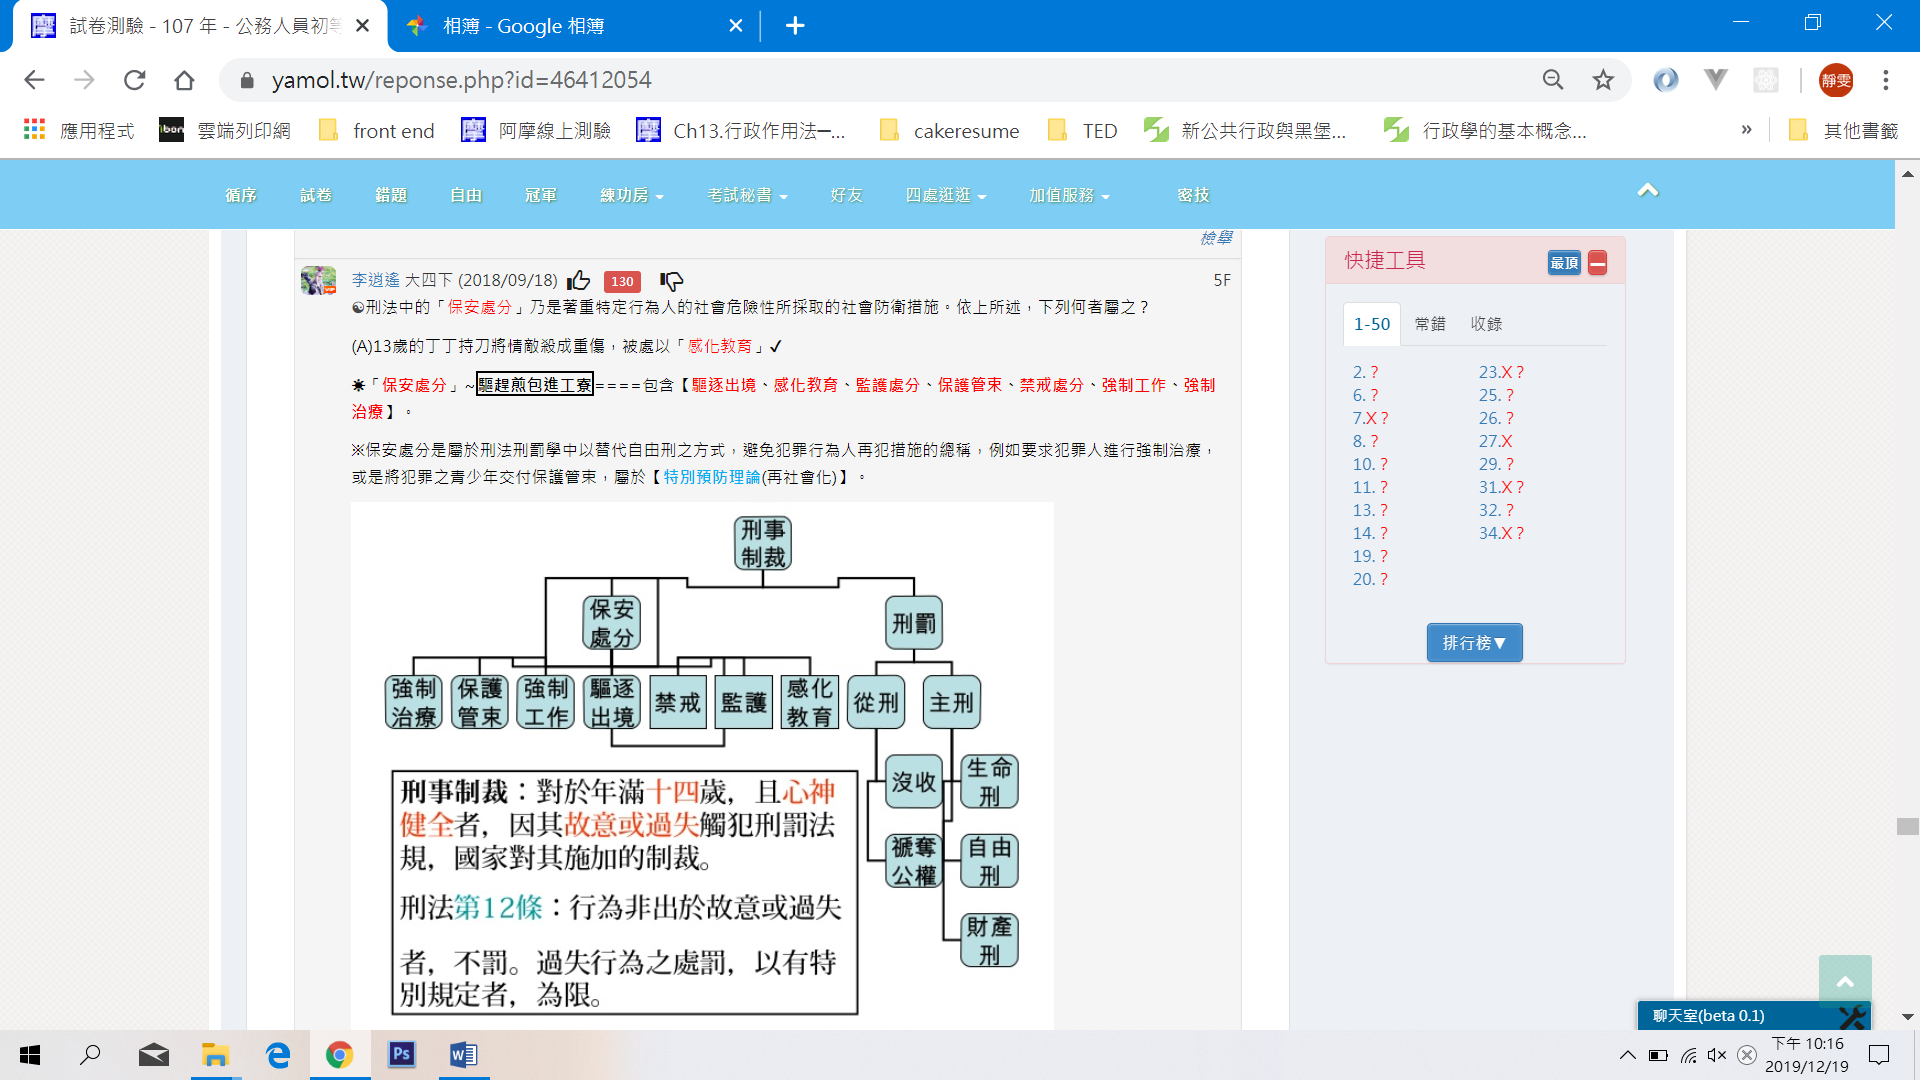 試卷測驗 - 107 年 - 公務人員初等
相簿 - Google 相簿
yamol.tw/reponse.php?id=46412054
靜雯
應用程式
ibon
雲端列印網
front end
摩
阿摩線上測驗
摩
Ch13.行政作用法─...
cakeresume
TED
新公共行政與黑堡...
行政學的基本概念...
»
其他書籤
循序
試卷
錯題
自由
冠軍
練功房
考試秘書
好友
四處逛逛
加值服務
密技
檢舉
李逍遙 大四下 (2018/09/18)
130
5F
☯刑法中的「保安處分」乃是著重特定行為人的社會危險性所採取的社會防衛措施。依上所述，下列何者屬之？
(A)13歲的丁丁持刀將情敵殺成重傷，被處以「感化教育」✔
☀「保安處分」~驅趕煎包進工寮====包含【驅逐出境、感化教育、監護處分、保護管束、禁戒處分、強制工作、強制
治療】。
※保安處分是屬於刑法刑罰學中以替代自由刑之方式，避免犯罪行為人再犯措施的總稱，例如要求犯罪人進行強制治療，
或是將犯罪之青少年交付保護管束，屬於【特別預防理論(再社會化)】。
刑事
制裁
保安
處分
刑罰
強制
治療
保護
管束
強制
工作
驅逐
出境
禁戒
監護
感化
教育
從刑
主刑
沒收
生命
刑
褫奪
公權
自由
刑
財產
刑
刑事制裁：對於年滿十四歲，且心神
健全者，因其故意或過失觸犯刑罰法
規，國家對其施加的制裁。
刑法第12條：行為非出於故意或過失
者，不罰。過失行為之處罰，以有特
別規定者，為限。
快捷工具
最頂
1-50
常錯
收錄
2. ?
6. ?
7.X ?
8. ?
10. ?
11. ?
13. ?
14. ?
19. ?
20. ?
23.X ?
25. ?
26. ?
27.X
29. ?
31.X ?
32. ?
34.X ?
排行榜▼
聊天室(beta 0.1)
Ps
下午 10:16
2019/12/19